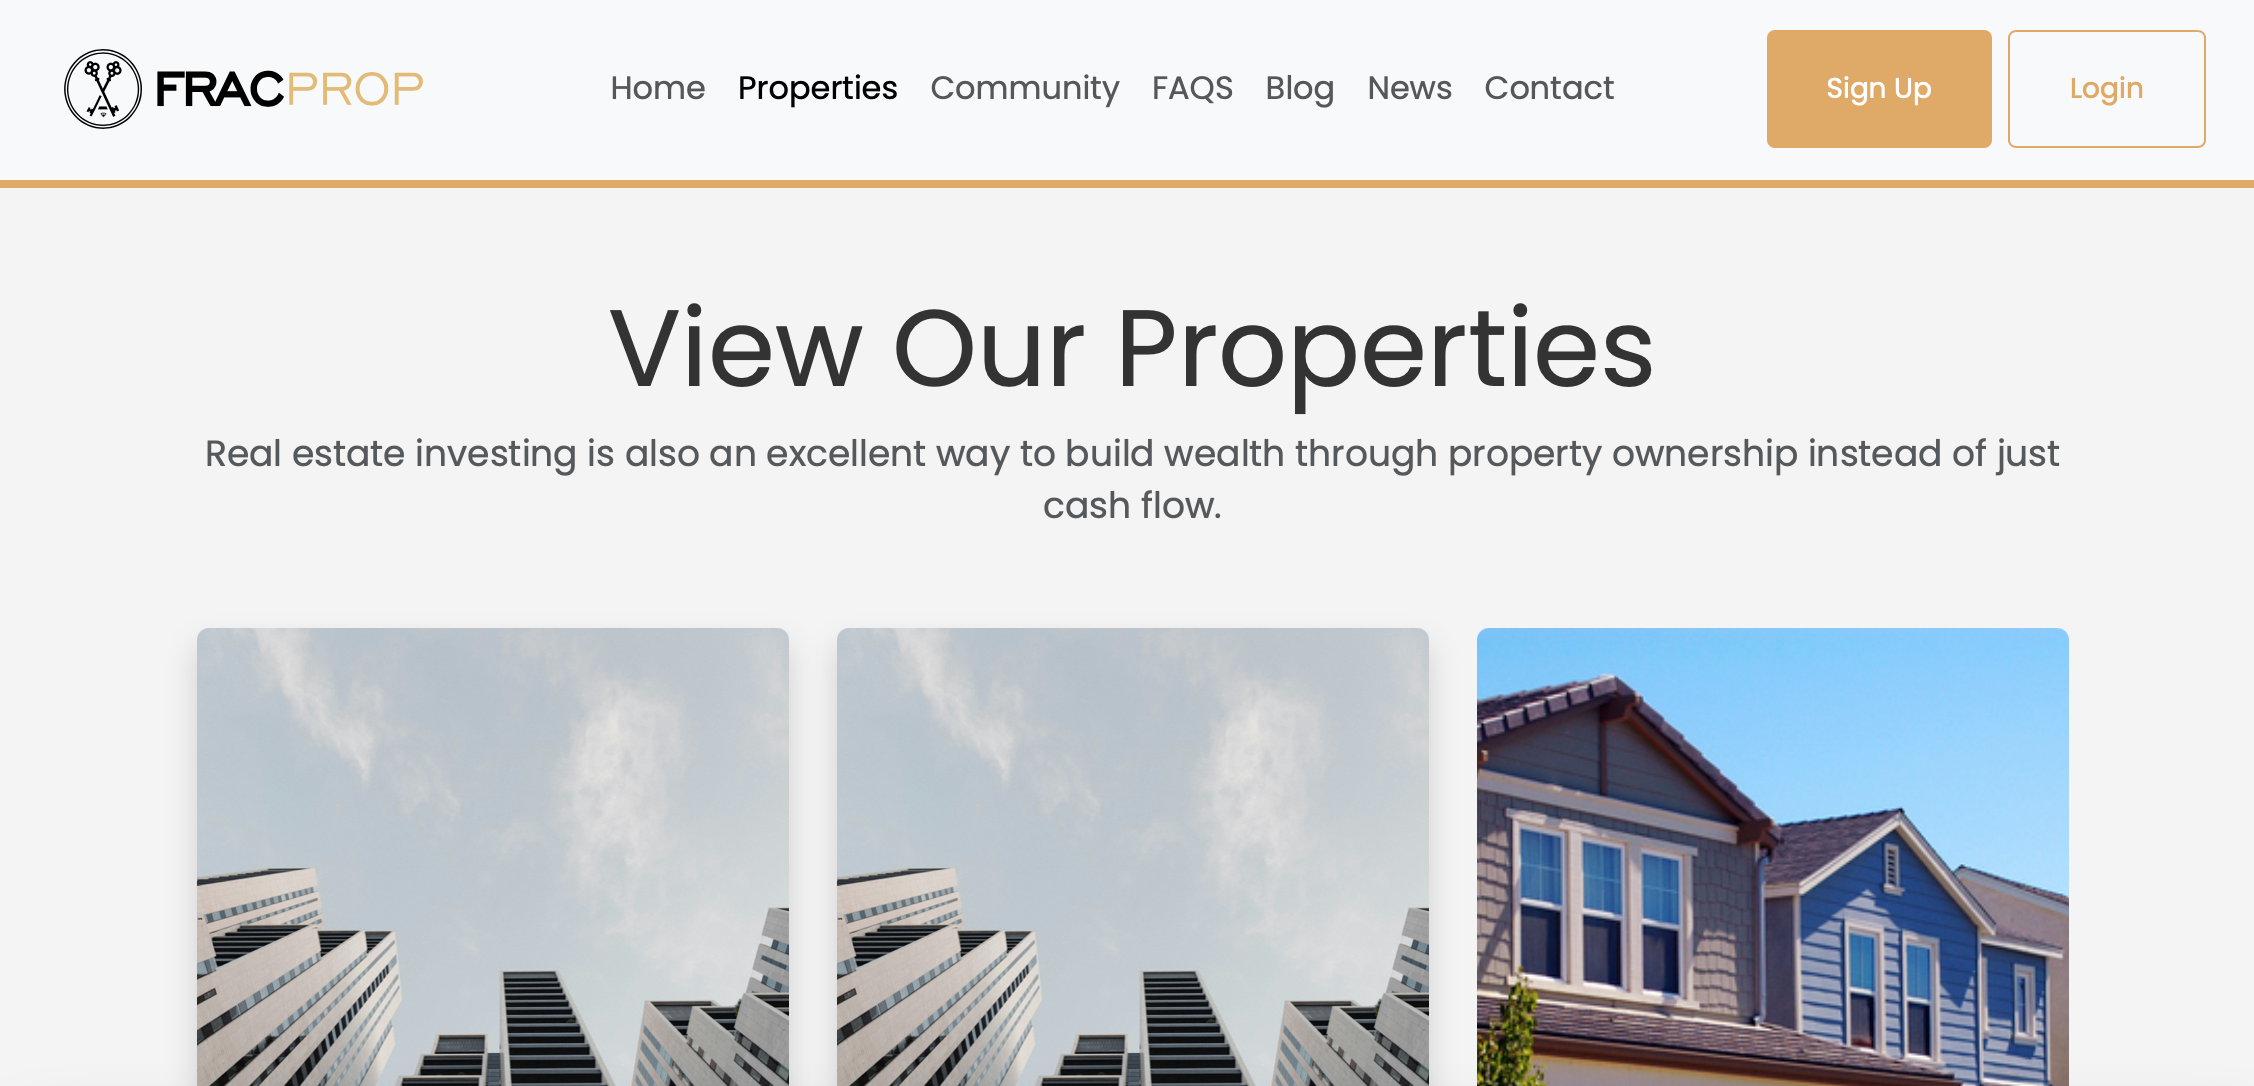 FRACPROP
Home Properties Community FAQS Blog News Contact
Sign Up
Login
View Our Properties
Real estate investing is also an excellent way to build wealth through property ownership instead of just
cash flow.